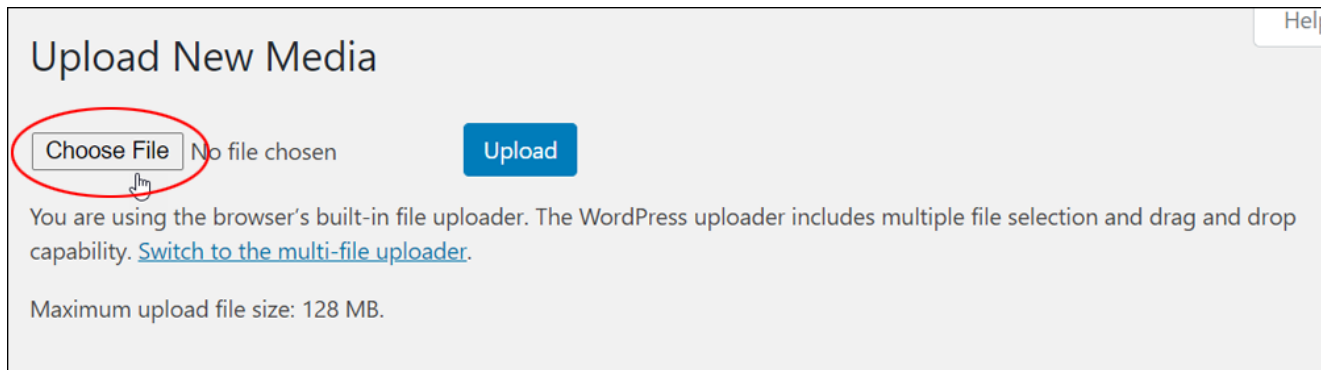 Help
Upload New Media
Choose File No file chosen Upload
You are using the browser’s built-in file uploader. The WordPress uploader includes multiple file selection and drag and drop
capability. Switch to the multi-file uploader.
Maximum upload file size: 128 MB.